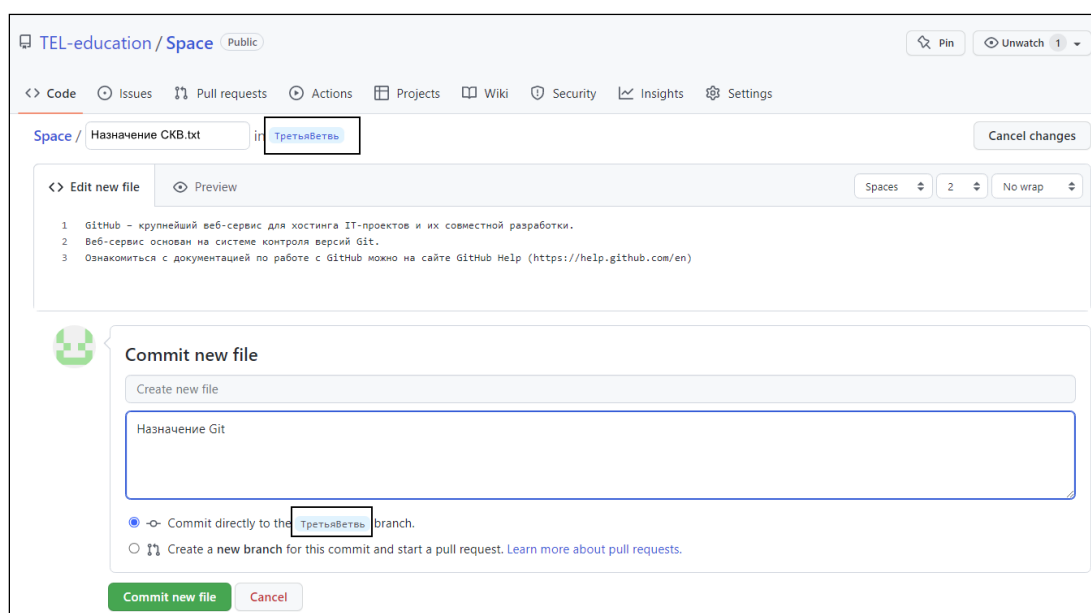 TEL-education / Space Public
Pin
Unwatch 1
Code Issues Pull requests Actions Projects Wiki Security Insights Settings
Space / Назначение СКВ.txt in ТретьяВетвь
Cancel changes
<> Edit new file Preview
Spaces 2 No wrap
1 GitHub – крупнейший веб-сервис для хостинга IT-проектов и их совместной разработки.
2 Веб-сервис основан на системе контроля версий Git.
3 Ознакомиться с документацией по работе с GitHub можно на сайте GitHub Help (https://help.github.com/en)
Commit new file
Create new file
Назначение Git
Commit directly to the ТретьяВетвь branch.
Create a new branch for this commit and start a pull request. Learn more about pull requests.
Commit new file Cancel